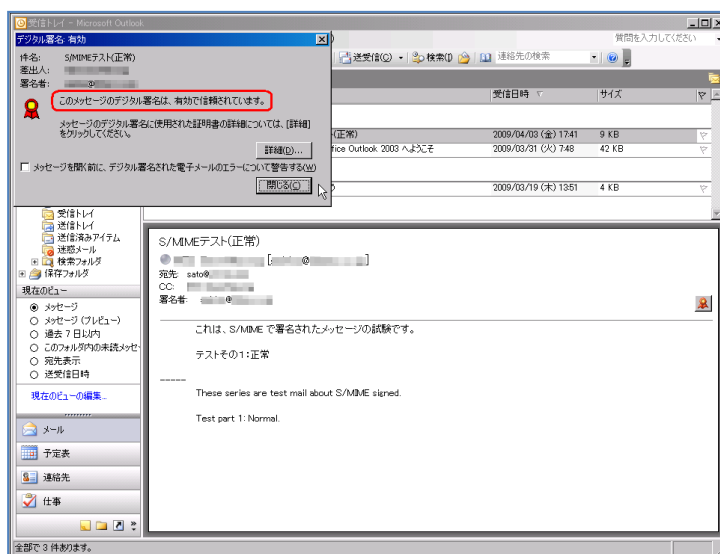 受信トレイ - Microsoft Outlook
デジタル署名: 有効
質問を入力してください
件名: S/MIMEテスト(正常)
差出人:
署名者:
送受信(C)
検索(I)
連絡先の検索
このメッセージのデジタル署名は、有効で信頼されています。
メッセージのデジタル署名に使用された証明書の詳細については、[詳細]
をクリックしてください。
詳細(D)...
メッセージを開く前に、デジタル署名された電子メールのエラーについて警告する(W)
閉じる(C)
受信日時
サイズ
(正常)
2009/04/03 (金) 17:41
9 KB
fice Outlook 2003 へようこそ
2009/03/31 (火) 7:48
42 KB
2009/03/19 (木) 13:51
4 KB
受信トレイ
送信トレイ
送信済みアイテム
迷惑メール
検索フォルダ
保存フォルダ
現在のビュー
メッセージ
メッセージ (プレビュー)
過去 7 日以内
このフォルダ内の未読メッセ-
宛先表示
送受信日時
現在のビューの編集...
メール
予定表
連絡先
仕事
S/MIMEテスト(正常)
宛先: sato@
CC:
署名者:
これは、S/MIME で署名されたメッセージの試験です。
テストその1:正常
-----
These series are test mail about S/MIME signed.
Test part 1: Normal.
全部で 3 件あります。